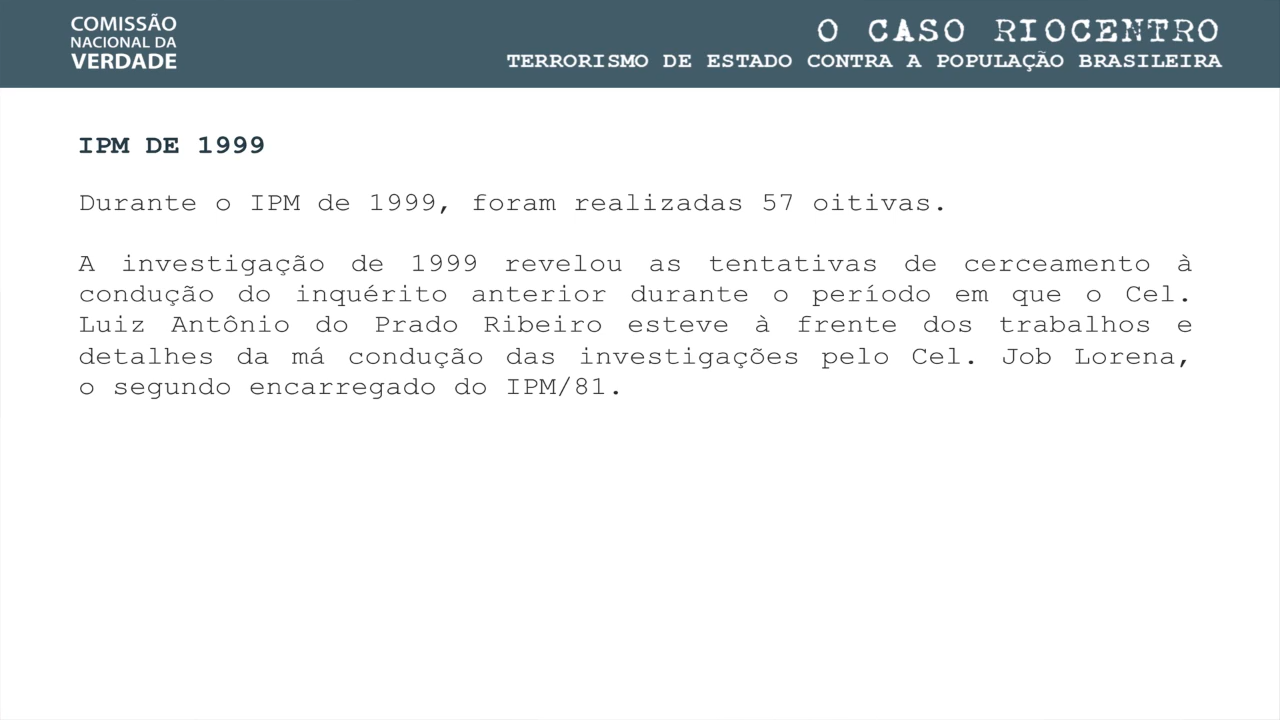 COMISSÃO
NACIONAL DA
VERDADE
O CASO RIOCENTRO
TERRORISMO DE ESTADO CONTRA A POPULAÇÃO BRASILEIRA
IPM DE 1999
Durante o IPM de 1999, foram realizadas 57 oitivas.
A investigação de 1999 revelou as tentativas de cerceamento à
condução do inquérito anterior durante o período em que o Cel.
Luiz Antônio do Prado Ribeiro esteve à frente dos trabalhos e
detalhes da má condução das investigações pelo Cel. Job Lorena,
o segundo encarregado do IPM/81.